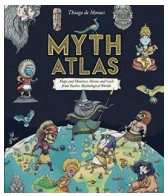 Thiago de Moraes
MYTH
ATLAS
Maps and Monsters, Heroes and Gods
from Twelve Mythological Worlds